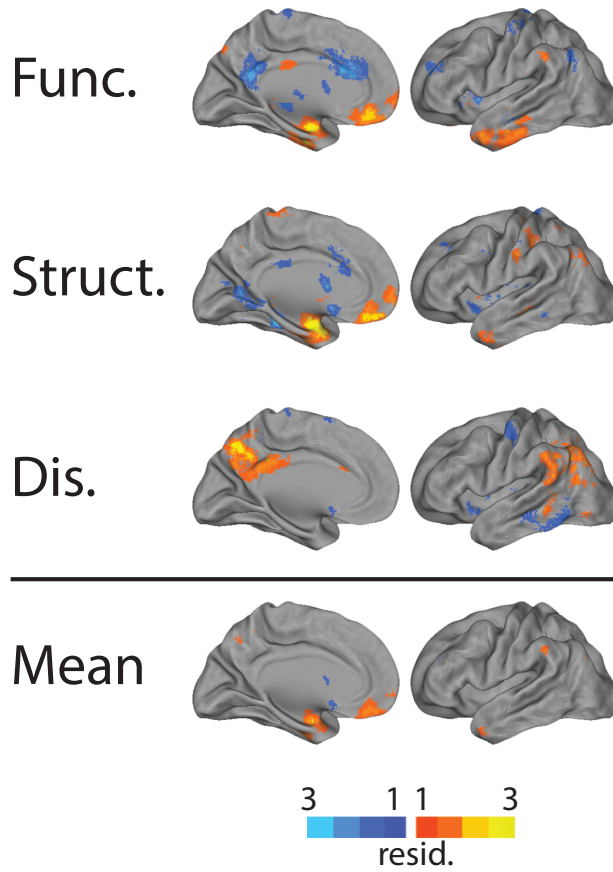 Func.
Struct.
Dis.
Mean
3 1 1 3
resid.